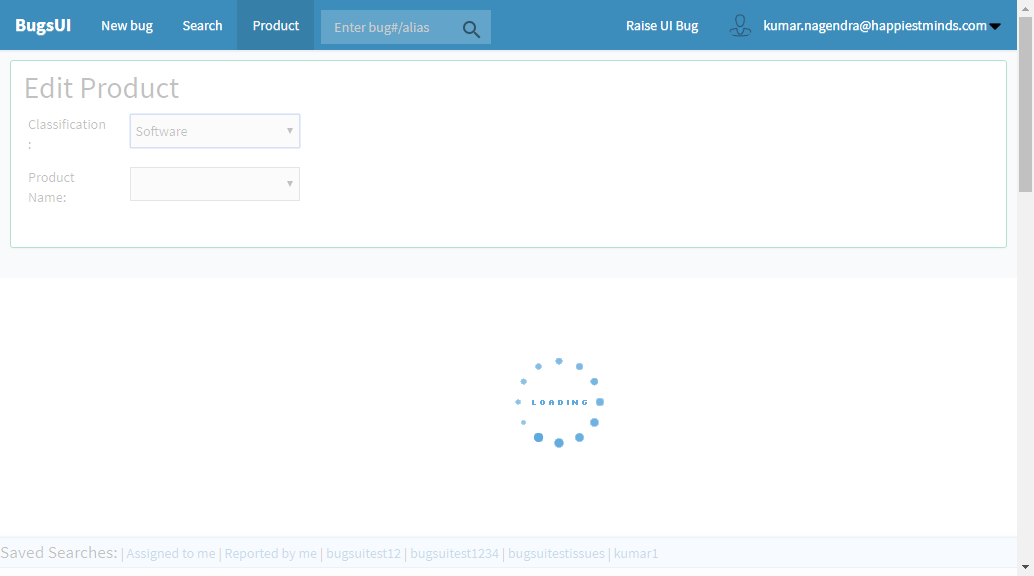 BugsUI New bug Search Product Enter bug#/alias Raise UI Bug kumar.nagendra@happiestminds.com
Edit Product
Classification
:
Software
Product
Name:
LOADING
Saved Searches: | Assigned to me | Reported by me | bugsuitest12 | bugsuitest1234 | bugsuitestissues | kumar1